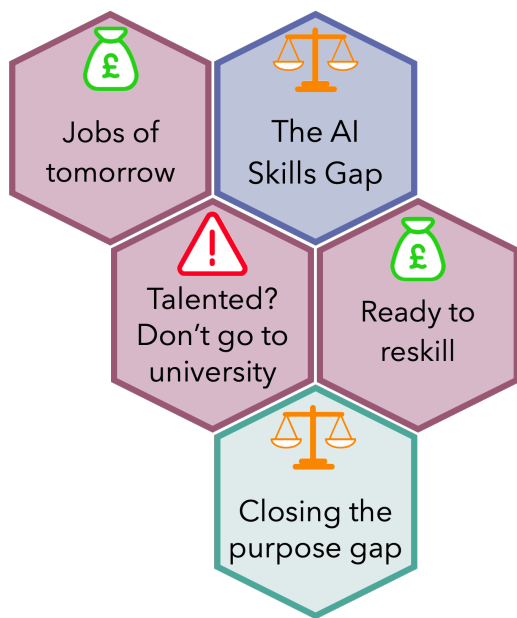 £
Jobs of
tomorrow
The AI
Skills Gap
Talented?
Don't go to
university
£
Ready to
reskill
Closing the
purpose gap